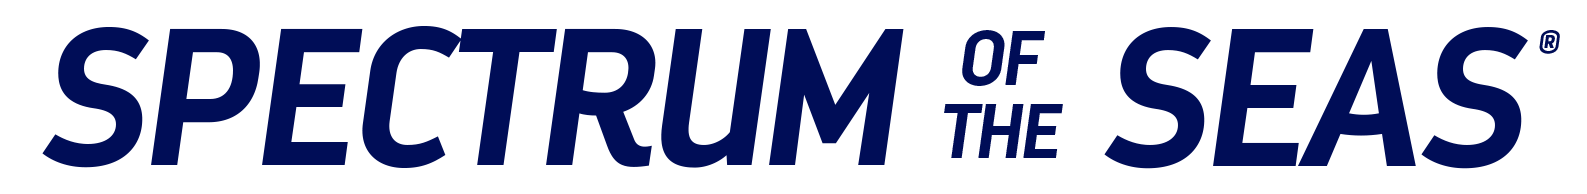 SPECTRUM OF THE SEAS®